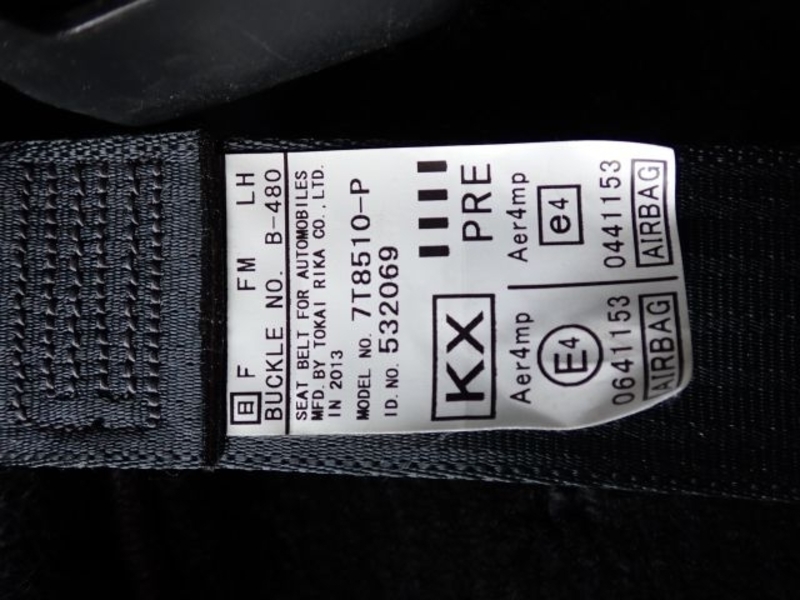 日 F FM LH
BUCKLE NO. B-480
SEAT BELT FOR AUTOMOBILES
MFD. BY TOKAI RIKA CO., LTD.
IN 2013
MODEL NO. 7T8510-P
ID. NO. 532069
KX
PRE
Aer4mp
E4
0641153
AIRBAG
Aer4mp
e4
0441153
AIRBAG